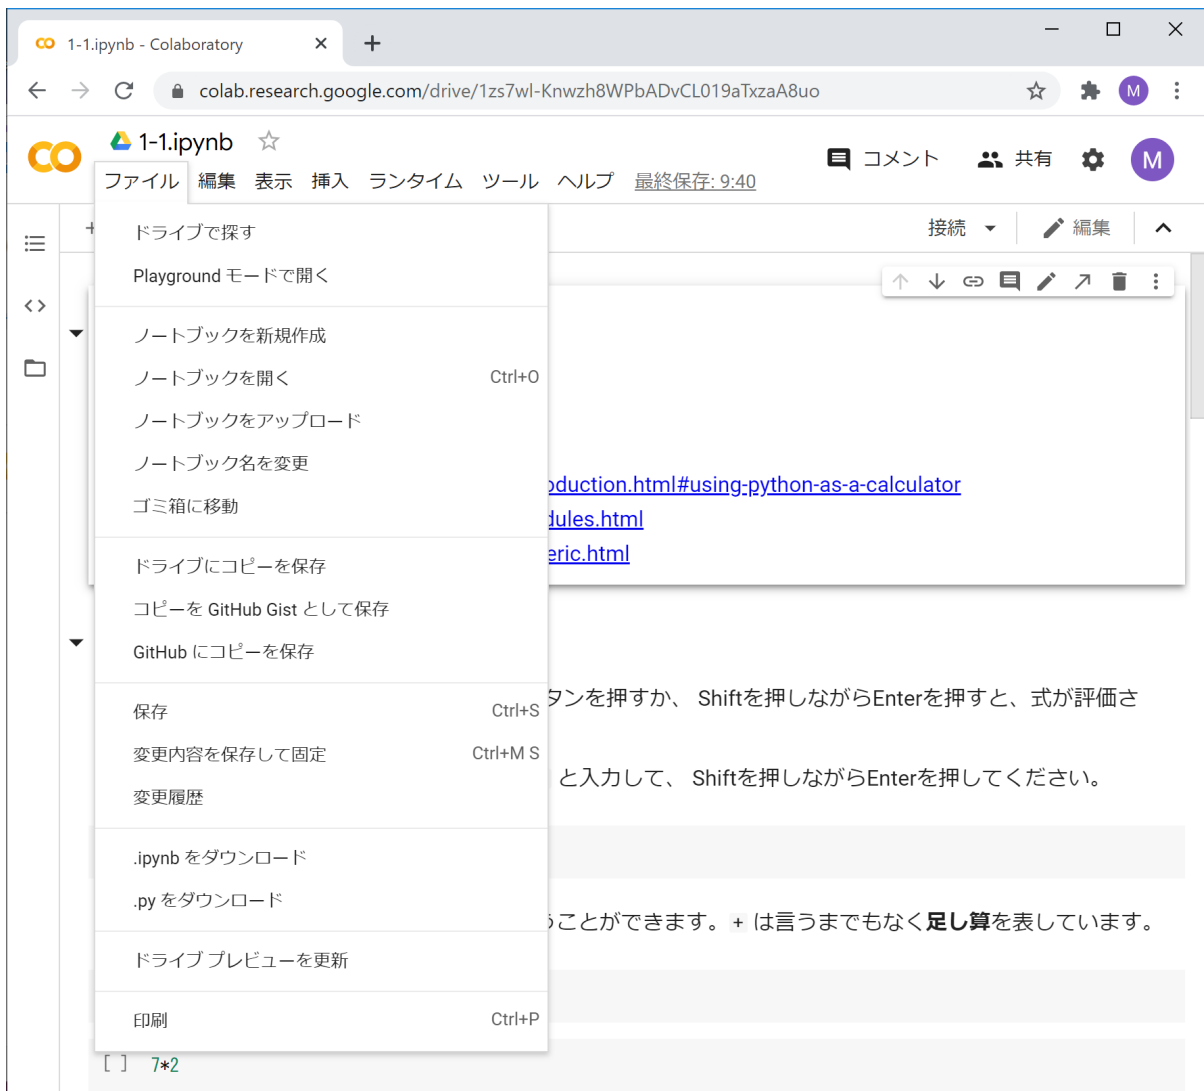 1-1.ipynb - Colaboratory
colab.research.google.com/drive/1zs7wl-Knwzh8WPbADvCL019aTxzaA8uo
M
1-1.ipynb
コメント
共有
M
ファイル 編集 表示 挿入 ランタイム ツール ヘルプ 最終保存: 9:40
接続
編集
ドライブで探す
Playground モードで開く
ノートブックを新規作成
ノートブックを開く Ctrl+O
ノートブックをアップロード
ノートブック名を変更
ゴミ箱に移動
ドライブにコピーを保存
コピーを GitHub Gist として保存
GitHub にコピーを保存
保存 Ctrl+S
変更内容を保存して固定 Ctrl+M S
変更履歴
.ipynb をダウンロード
.py をダウンロード
ドライブ プレビューを更新
印刷 Ctrl+P
oduction.html#using-python-as-a-calculator
dules.html
eric.html
タンを押すか、 Shiftを押しながらEnterを押すと、式が評価さ
と入力して、 Shiftを押しながらEnterを押してください。
うことができます。 + は言うまでもなく足し算を表しています。
[ ] 7*2